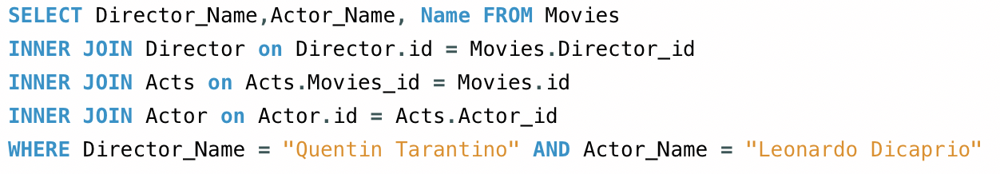 SELECT Director_Name,Actor_Name, Name FROM Movies
INNER JOIN Director on Director.id = Movies.Director_id
INNER JOIN Acts on Acts.Movies_id = Movies.id
INNER JOIN Actor on Actor.id = Acts.Actor_id
WHERE Director_Name = "Quentin Tarantino" AND Actor_Name = "Leonardo Dicaprio"